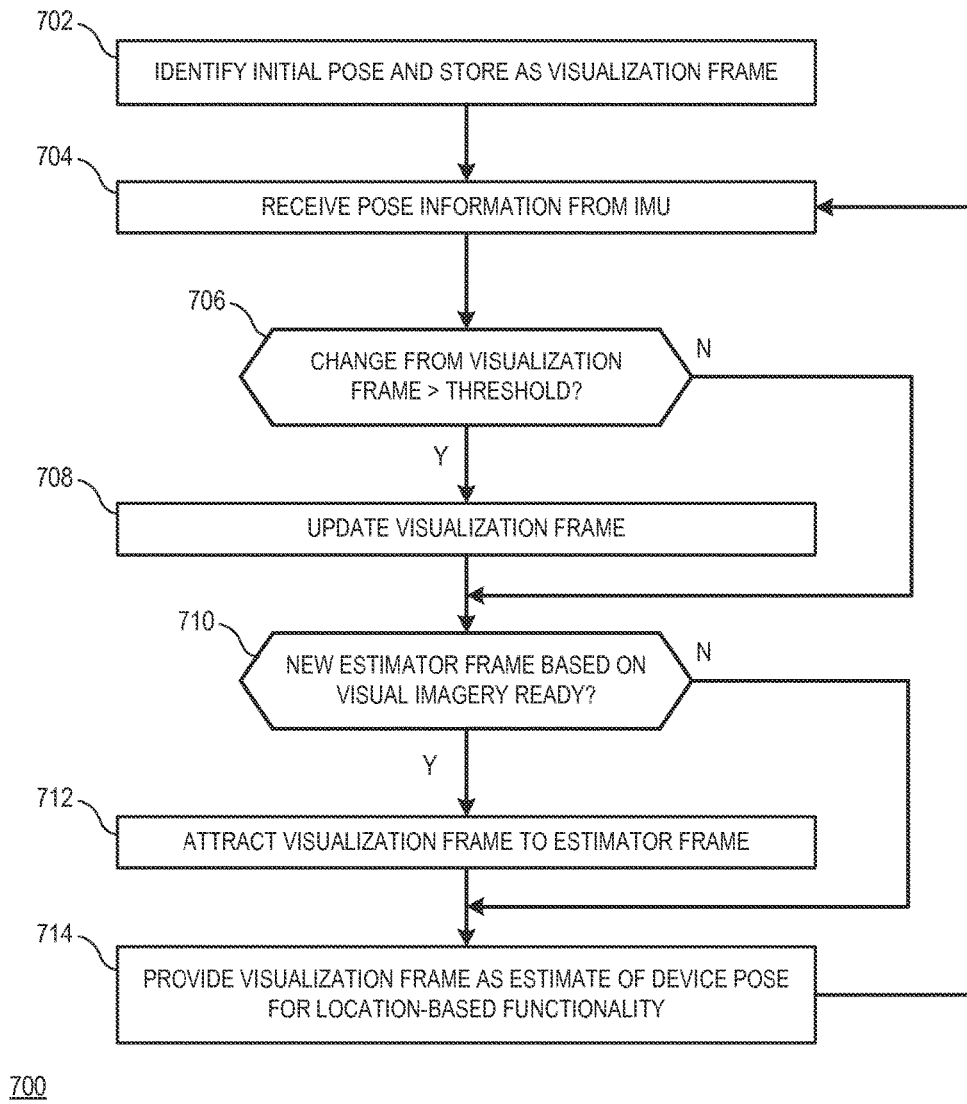 702
IDENTIFY INITIAL POSE AND STORE AS VISUALIZATION FRAME
704
RECEIVE POSE INFORMATION FROM IMU
706
CHANGE FROM VISUALIZATION
FRAME > THRESHOLD?
N
Y
708
UPDATE VISUALIZATION FRAME
710
NEW ESTIMATOR FRAME BASED ON
VISUAL IMAGERY READY?
N
Y
712
ATTRACT VISUALIZATION FRAME TO ESTIMATOR FRAME
714
PROVIDE VISUALIZATION FRAME AS ESTIMATE OF DEVICE POSE
FOR LOCATION-BASED FUNCTIONALITY
700